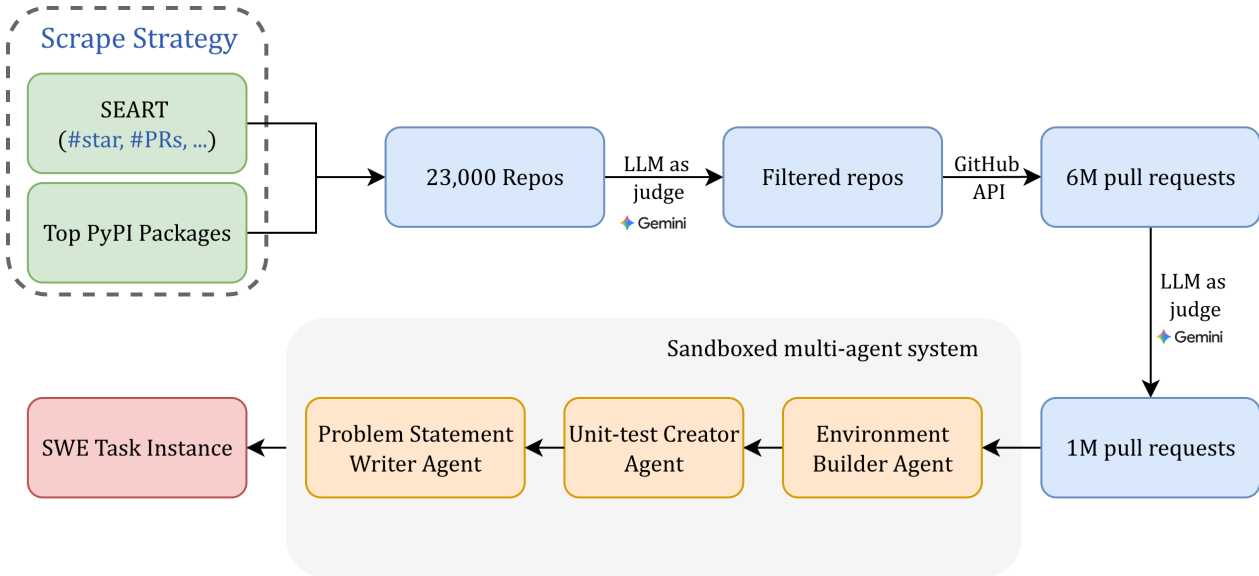 Scrape Strategy
SEART
(#star, #PRs, ...)
Top PyPI Packages
23,000 Repos
LLM as
judge
Gemini
Filtered repos
GitHub
API
6M pull requests
LLM as
judge
Gemini
1M pull requests
Sandboxed multi-agent system
Environment
Builder Agent
Unit-test Creator
Agent
Problem Statement
Writer Agent
SWE Task Instance